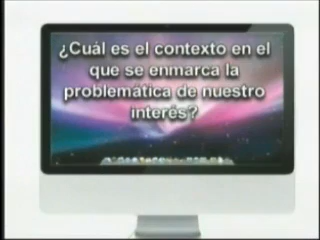 ¿Cuál es el contexto en el
que se enmarca la
problemática de nuestro
interés?